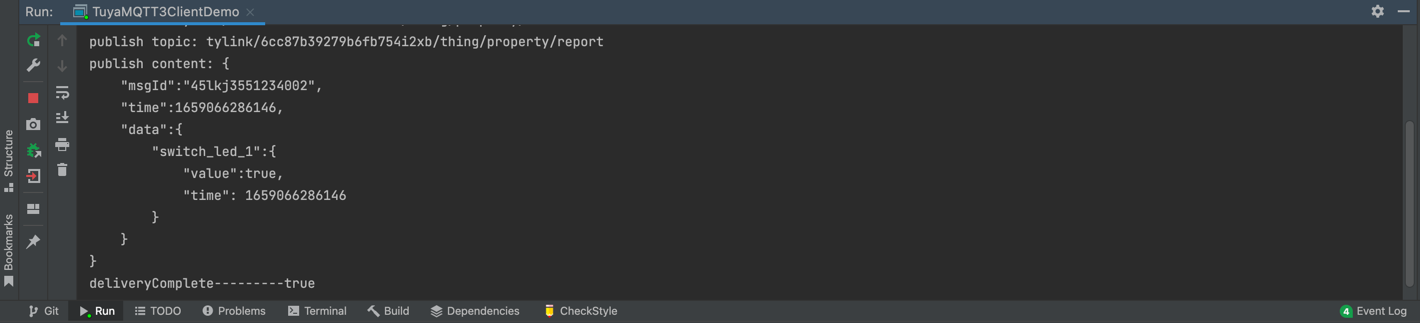 Run: TuyaMQTT3ClientDemo
publish topic: tylink/6cc87b39279b6fb754i2xb/thing/property/report
publish content: {
    "msgId":"45lkj3551234002",
    "time":1659066286146,
    "data":{
        "switch_led_1":{
            "value":true,
            "time": 1659066286146
        }
    }
}
deliveryComplete---------true
Structure
Bookmarks
Git Run TODO Problems Terminal Build Dependencies CheckStyle 4 Event Log